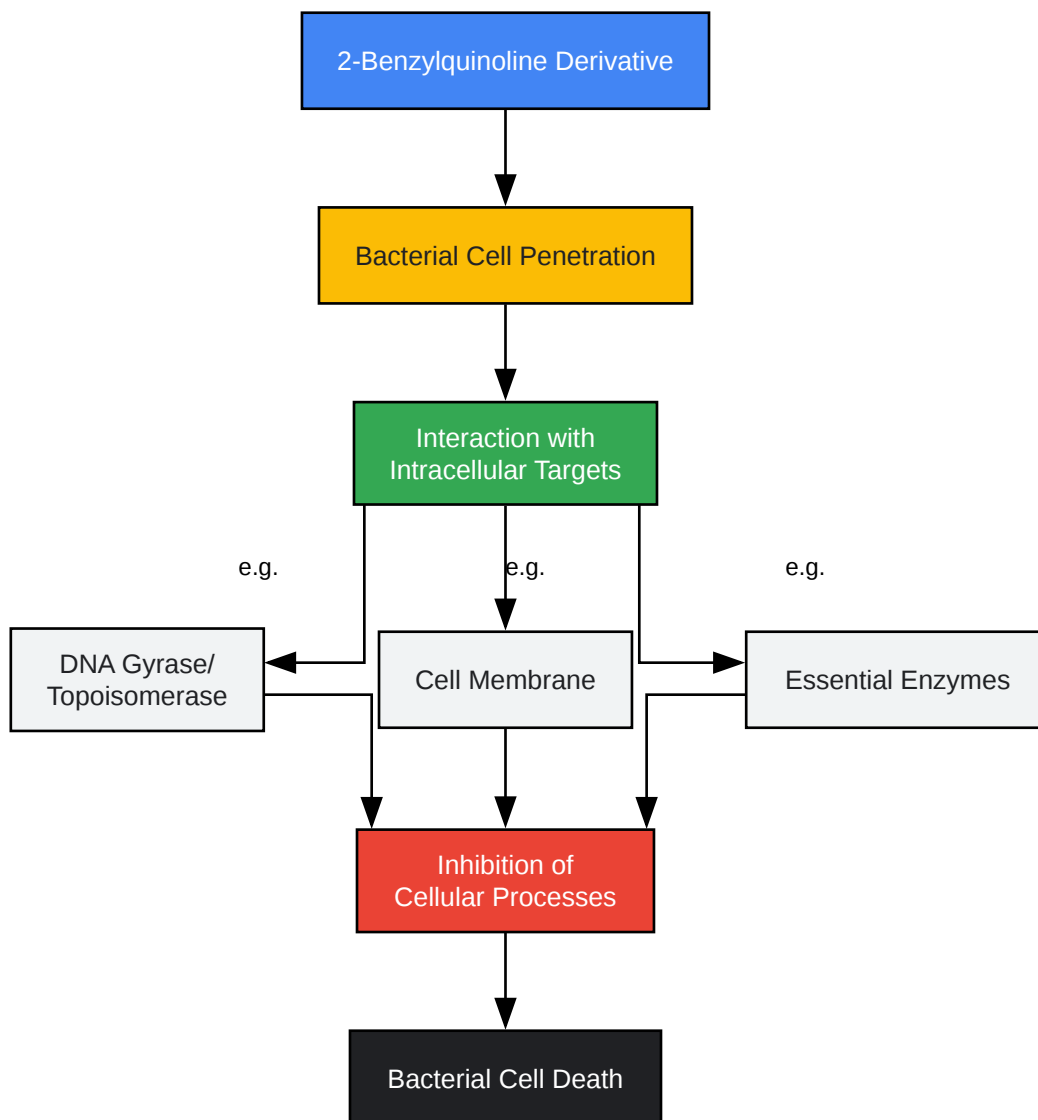 2-Benzylquinoline Derivative
Bacterial Cell Penetration
Interaction with
Intracellular Targets
e.g.
e.g.
e.g.
DNA Gyrase/
Topoisomerase
Cell Membrane
Essential Enzymes
Inhibition of
Cellular Processes
Bacterial Cell Death